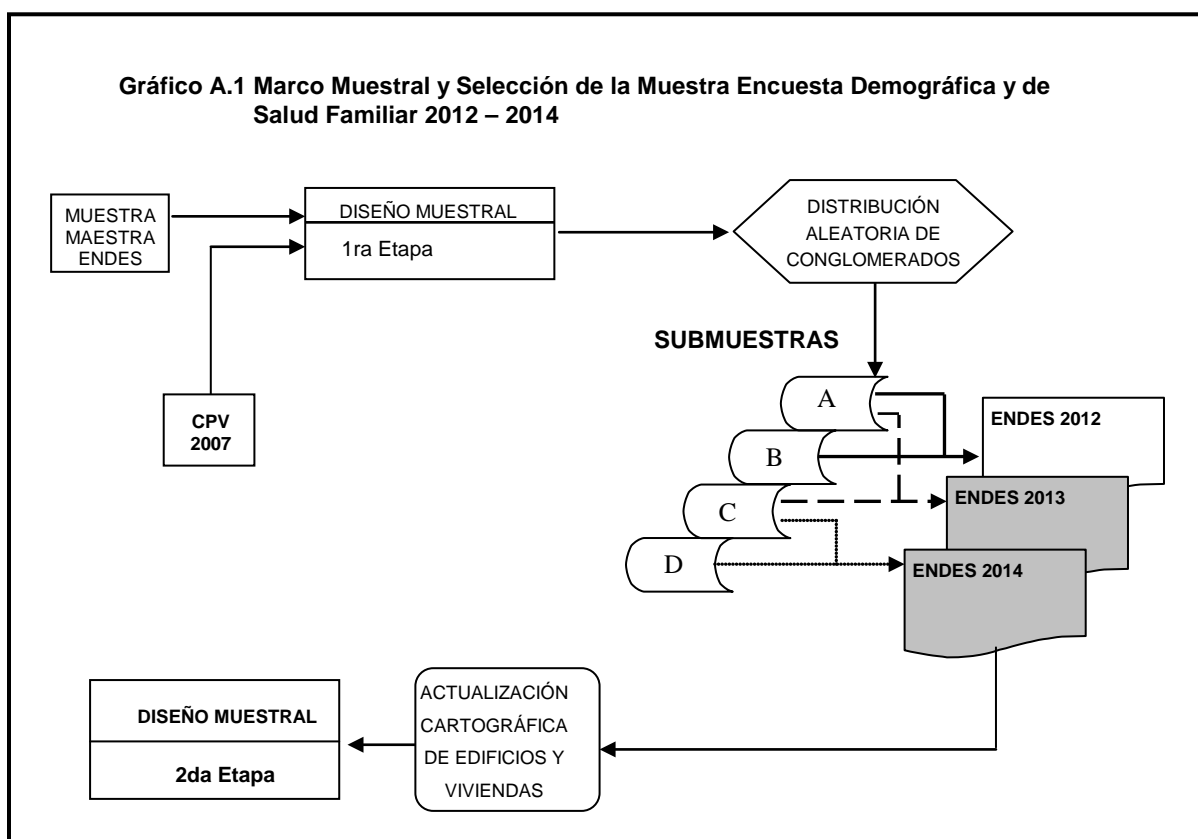 Gráfico A.1 Marco Muestral y Selección de la Muestra Encuesta Demográfica y de
Salud Familiar 2012 – 2014
MUESTRA
MAESTRA
ENDES
DISEÑO MUESTRAL
1ra Etapa
DISTRIBUCIÓN
ALEATORIA DE
CONGLOMERADOS
CPV
2007
SUBMUESTRAS
A
B
C
D
ENDES 2012
ENDES 2013
ENDES 2014
DISEÑO MUESTRAL
2da Etapa
ACTUALIZACIÓN
CARTOGRÁFICA
DE EDIFICIOS Y
VIVIENDAS